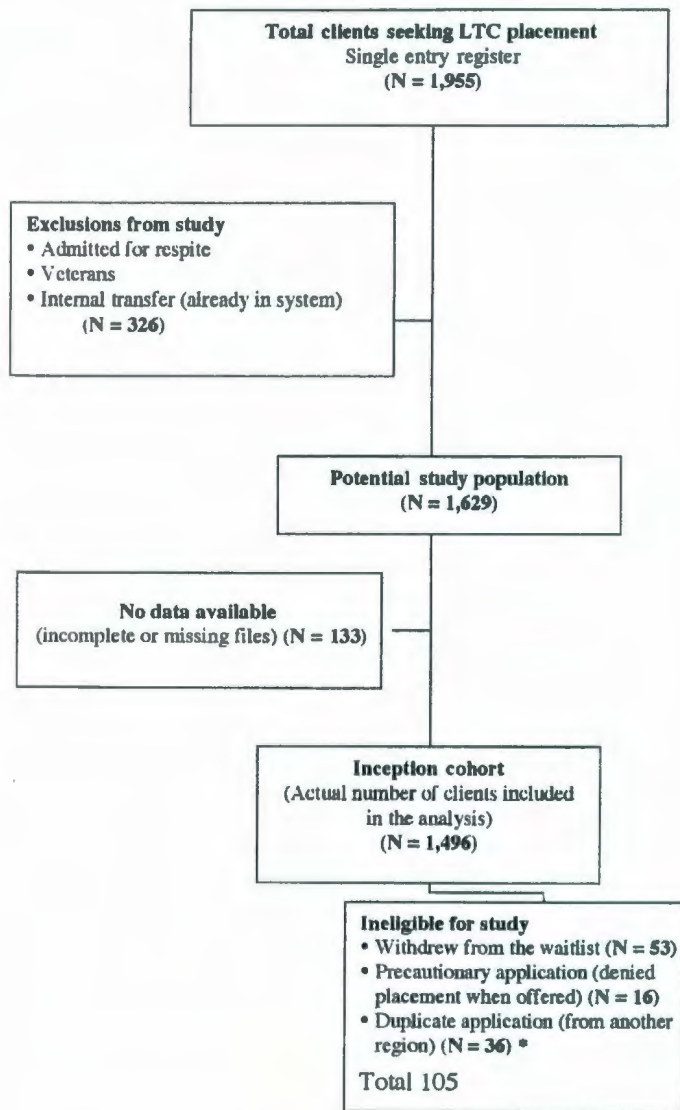 Total clients seeking LTC placement
Single entry register
(N = 1,955)
Exclusions from study
• Admitted for respite
• Veterans
• Internal transfer (already in system)
(N = 326)
Potential study population
(N = 1,629)
No data available
(incomplete or missing files) (N = 133)
Inception cohort
(Actual number of clients included
in the analysis)
(N = 1,496)
Ineligible for study
• Withdrew from the waitlist (N = 53)
• Precautionary application (denied
placement when offered) (N = 16)
• Duplicate application (from another
region) (N = 36) *
Total 105